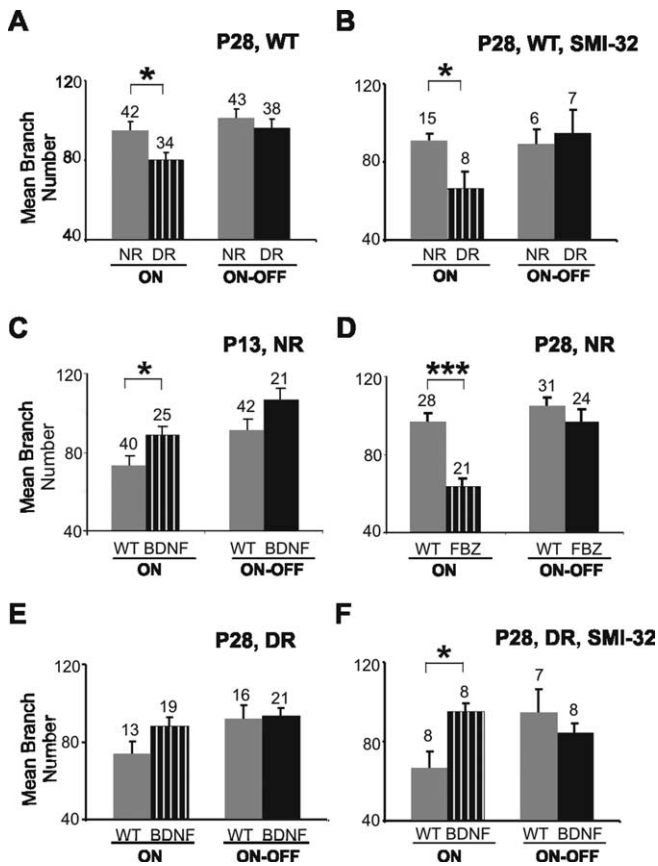 A
P28, WT
Mean Branch
Number
120
80
40
*
42
34
43
38
NR DR
NR DR
ON
ON-OFF
B
P28, WT, SMI-32
120
80
40
*
15
8
6
7
NR DR
NR DR
ON
ON-OFF
C
P13, NR
Mean Branch
Number
120
80
40
*
40
25
42
21
WT BDNF
WT BDNF
ON
ON-OFF
D
P28, NR
120
80
40
***
28
21
31
24
WT FBZ
WT FBZ
ON
ON-OFF
E
P28, DR
Mean Branch
Number
120
80
40
13
19
16
21
WT BDNF
WT BDNF
ON
ON-OFF
F
P28, DR, SMI-32
120
80
40
*
8
8
7
8
WT BDNF
WT BDNF
ON
ON-OFF